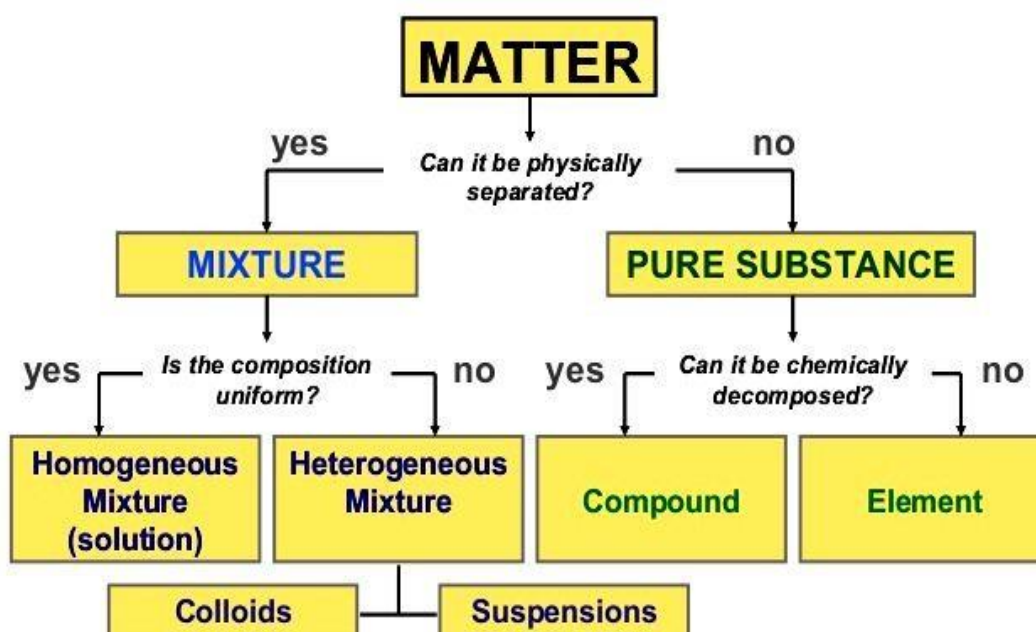 MATTER
yes
no
Can it be physically
separated?
MIXTURE
PURE SUBSTANCE
yes
Is the composition
uniform?
no
yes
Can it be chemically
decomposed?
no
Homogeneous
Mixture
(solution)
Heterogeneous
Mixture
Compound
Element
Colloids
Suspensions